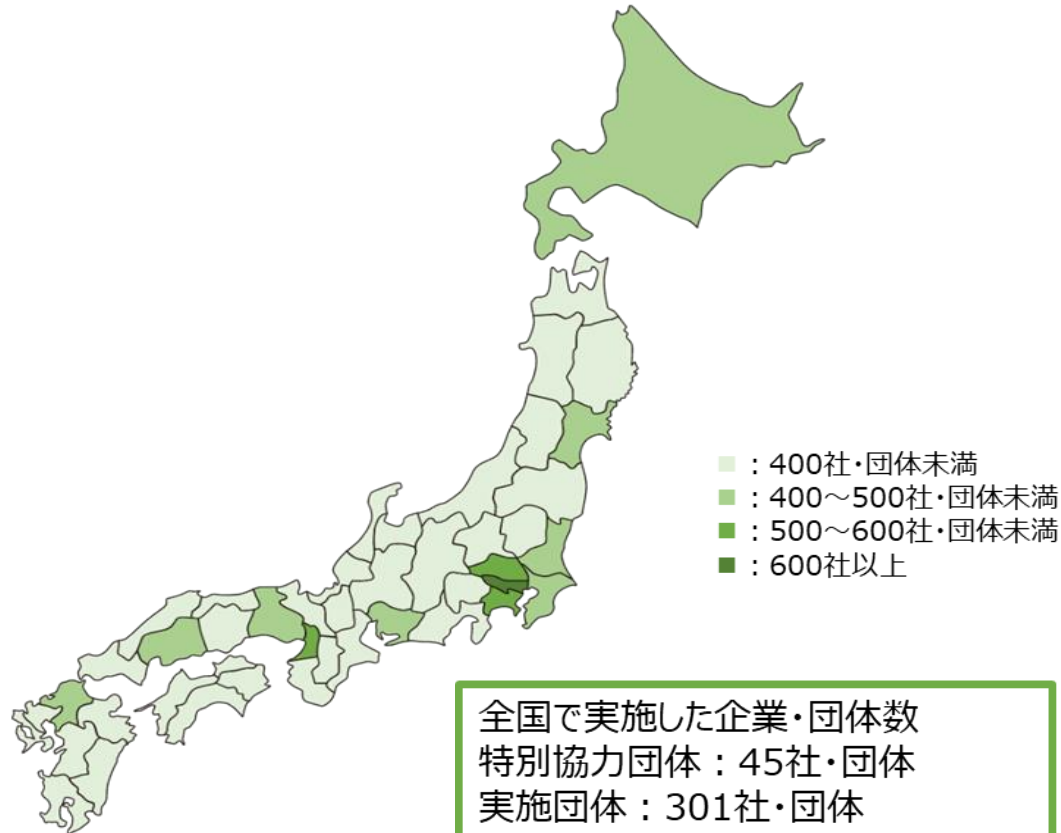 ：400社・団体未満
：400～500社・団体未満
：500～600社・団体未満
：600社以上
全国で実施した企業・団体数
特別協力団体：45社・団体
実施団体：301社・団体